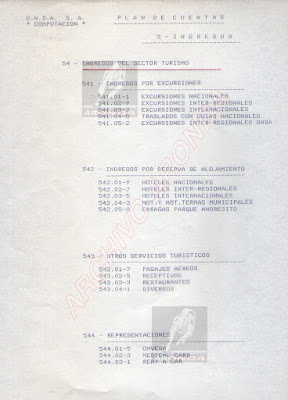 O.N.D.A. S.A.
PLAN DE CUENTAS
" COMPUTACION "
5 - INGRESOS
54 - INGRESOS DEL SECTOR TURISMO
541 - INGRESOS POR EXCURSIONES
541.01-1 EXCURSIONES NACIONALES
541.02-9 EXCURSIONES INTER-REGIONALES
541.03-2 EXCURSIONES INTERNACIONALES
541.04-5 TRASLADOS CON GUIAS NACIONALES
541.05-2 EXCURSIONES INTER-REGIONALES ONDA
542 - INGRESOS POR RESERVA DE ALOJAMIENTO
542.01-9 HOTELES NACIONALES
542.02-7 HOTELES INTER-REGIONALES
542.03-5 HOTELES INTERNACIONALES
542.04-3 MOT.Y MOT.TERMAS MUNICIPALES
542.05-0 CABAÑAS PARQUE ANDRESITO
543 - OTROS SERVICIOS TURISTICOS
543.01-7 PASAJES AEREOS
543.02-5 RECEPTIVOS
543.03-3 RESTAURANTES
543.04-1 DIVERSOS
544 - REPRESENTACIONES
544.01-5 ONVEGA
544.02-3 MEDICAL CARD
544.03-1 RENT A CAR